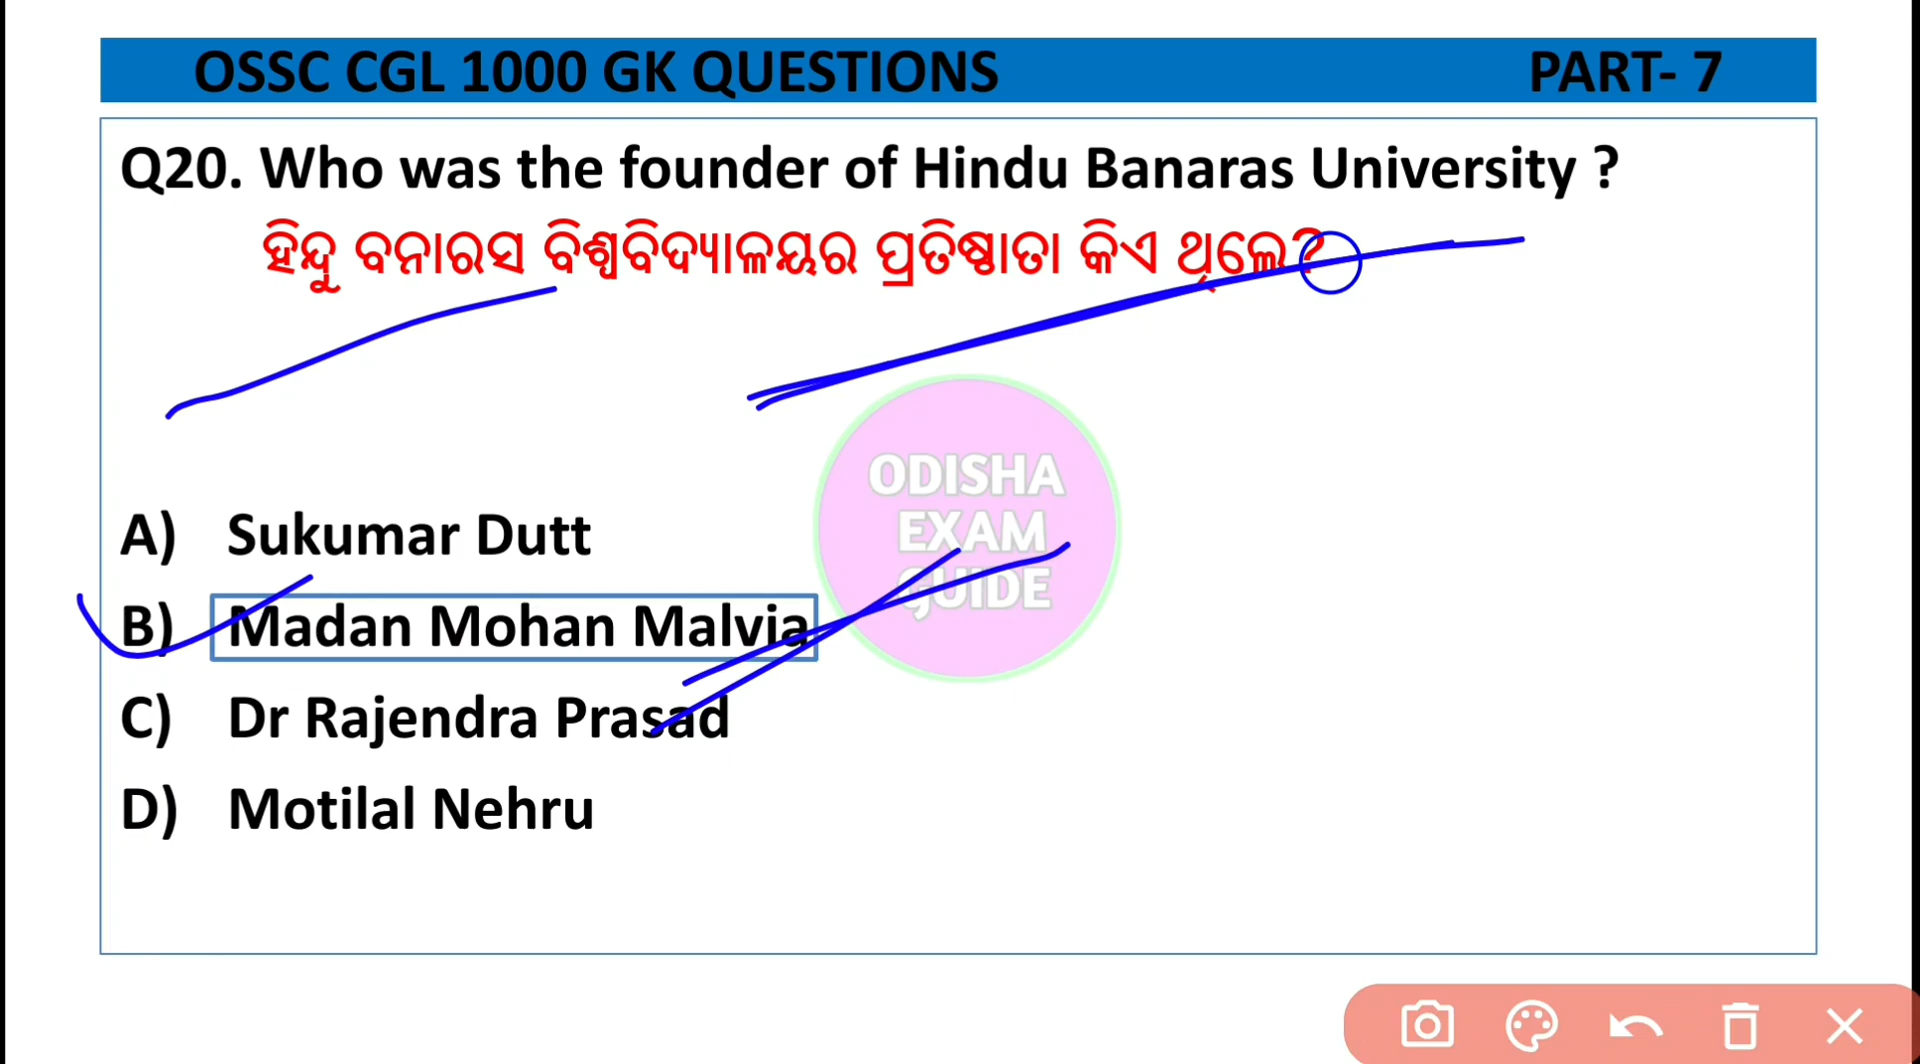 OSSC CGL 1000 GK QUESTIONS PART- 7
Q20. Who was the founder of Hindu Banaras University ?
ହିନ୍ଦୁ ବନାରସ ବିଶ୍ୱବିଦ୍ୟାଳୟର ପ୍ରତିଷ୍ଠାତା କିଏ ଥିଲେ?
ODISHA
EXAM
GUIDE
A) Sukumar Dutt
B) Madan Mohan Malvia
C) Dr Rajendra Prasad
D) Motilal Nehru